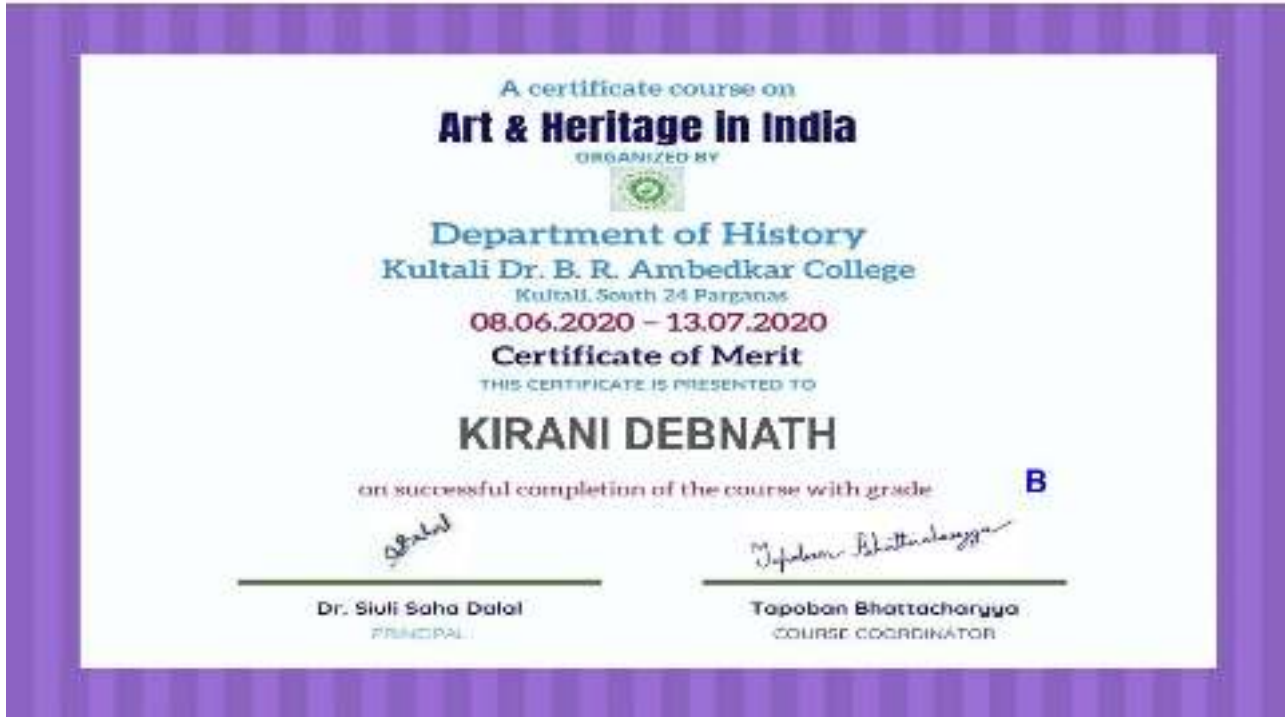 A certificate course on
Art & Heritage in India
ORGANIZED BY
Department of History
Kultali Dr. B. R. Ambedkar College
Kultali, South 24 Parganas
08.06.2020 – 13.07.2020
Certificate of Merit
THIS CERTIFICATE IS PRESENTED TO
KIRANI DEBNATH
on successful completion of the course with grade B
Tapoban Bhattacharyya
Dr. Siuli Saha Dalal
PRINCIPAL
Tapoban Bhattacharyya
COURSE COORDINATOR